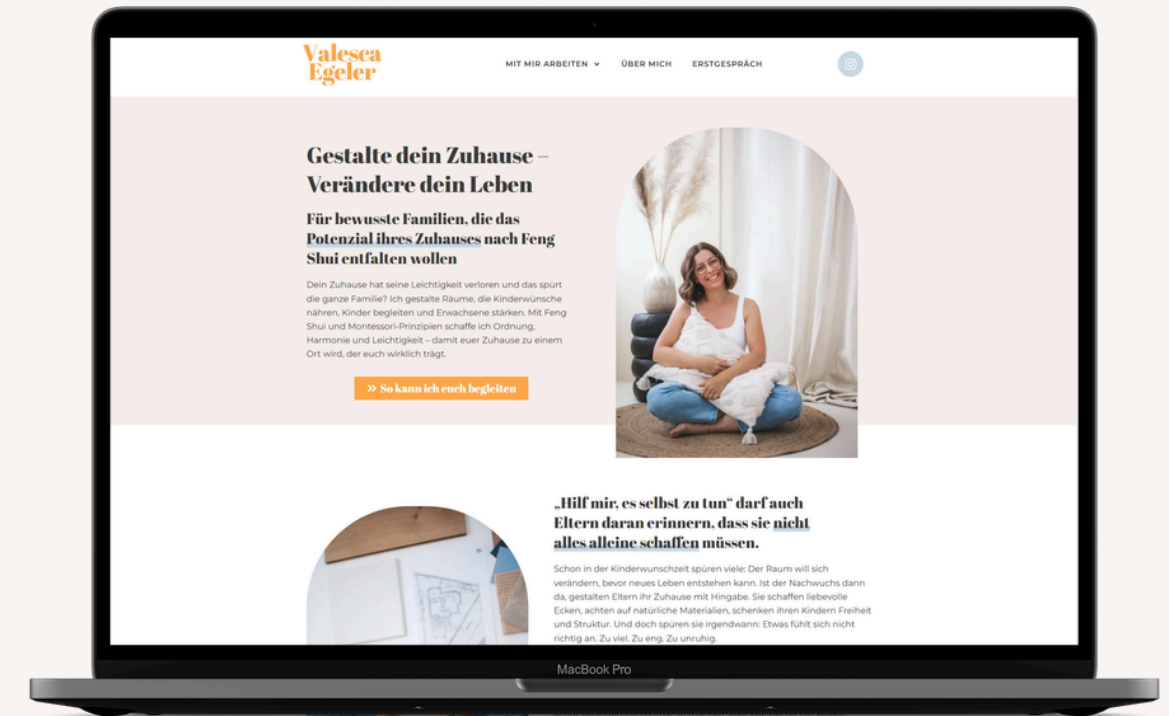 Valesca
Egeler
MIT MIR ARBEITEN
ÜBER MICH
ERSTGESPRÄCH
Gestalte dein Zuhause –
Verändere dein Leben
Für bewusste Familien, die das
Potenzial ihres Zuhauses nach Feng
Shui entfalten wollen
Dein Zuhause hat seine Leichtigkeit verloren und das spürt
die ganze Familie? Ich gestalte Räume, die Kinderwünsche
nähren, Kinder begleiten und Erwachsene stärken. Mit Feng
Shui und Montessori-Prinzipien schaffe ich Ordnung,
Harmonie und Leichtigkeit – damit euer Zuhause zu einem
Ort wird, der euch wirklich trägt.
» So kann ich euch begleiten
„Hilf mir, es selbst zu tun“ darf auch
Eltern daran erinnern, dass sie nicht
alles alleine schaffen müssen.
Schon in der Kinderwunschzeit spüren viele: Der Raum will sich
verändern, bevor neues Leben entstehen kann. Ist der Nachwuchs dann
da, gestalten Eltern ihr Zuhause mit Hingabe. Sie schaffen liebevolle
Ecken, achten auf natürliche Materialien, schenken ihren Kindern Freiheit
und Struktur. Und doch spüren sie irgendwann: Etwas fühlt sich nicht
richtig an. Zu viel. Zu eng. Zu unruhig.
MacBook Pro